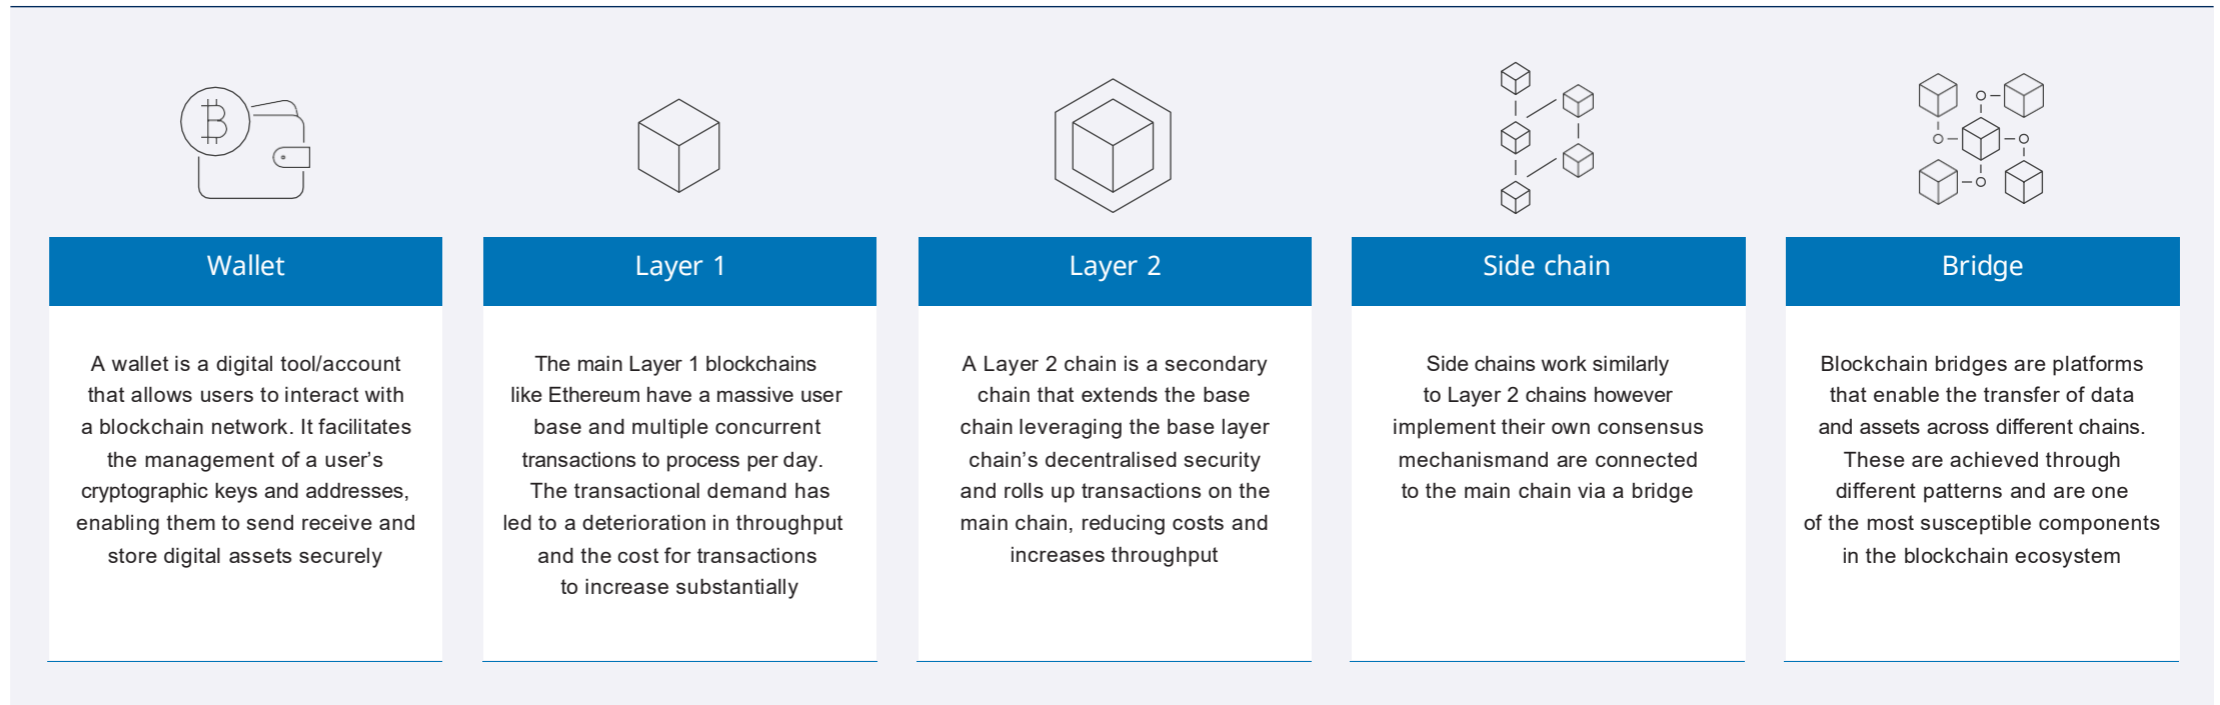 Wallet
A wallet is a digital tool/account
that allows users to interact with
a blockchain network. It facilitates
the management of a user's
cryptographic keys and addresses,
enabling them to send receive and
store digital assets securely
Layer 1
The main Layer 1 blockchains
like Ethereum have a massive user
base and multiple concurrent
transactions to process per day.
The transactional demand has
led to a deterioration in throughput
and the cost for transactions
to increase substantially
Layer 2
A Layer 2 chain is a secondary
chain that extends the base
chain leveraging the base layer
chain's decentralised security
and rolls up transactions on the
main chain, reducing costs and
increases throughput
Side chain
Side chains work similarly
to Layer 2 chains however
implement their own consensus
mechanismand are connected
to the main chain via a bridge
Bridge
Blockchain bridges are platforms
that enable the transfer of data
and assets across different chains.
These are achieved through
different patterns and are one
of the most susceptible components
in the blockchain ecosystem